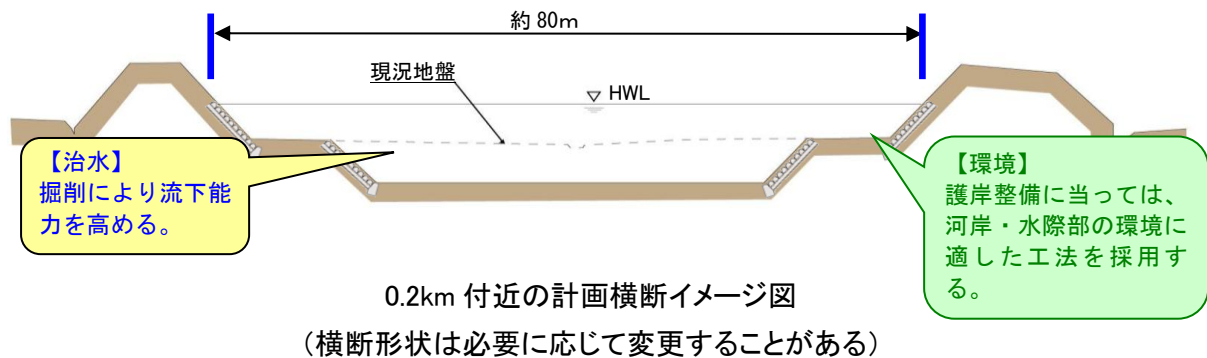 約80m
現況地盤
▽ HWL
【治水】
掘削により流下能
力を高める。
【環境】
護岸整備に当っては、
河岸・水際部の環境に
適した工法を採用す
る。
0.2km 付近の計画横断イメージ図
（横断形状は必要に応じて変更することがある）